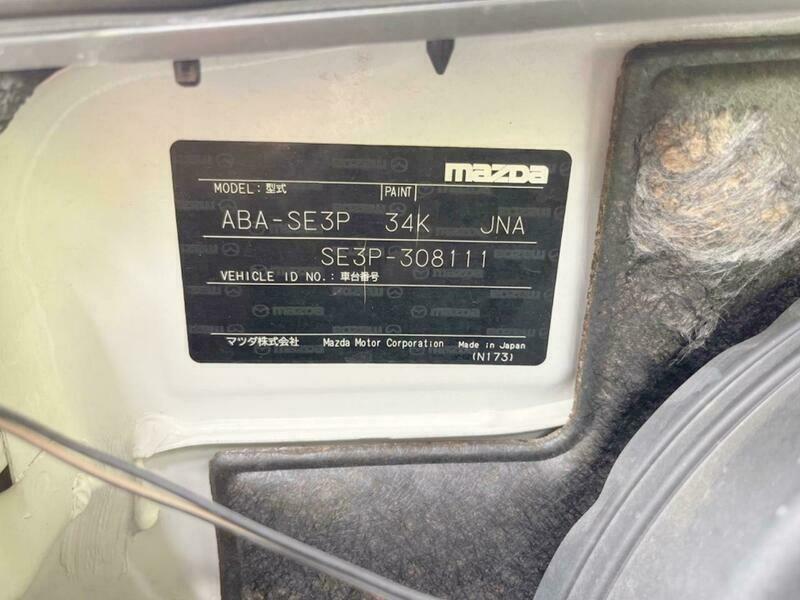 mazda
MODEL: 型式 PAINT
ABA-SE3P 34K JNA
SE3P-308111
VEHICLE ID NO.: 車台番号
マツダ株式会社 Mazda Motor Corporation Made in Japan
(N173)